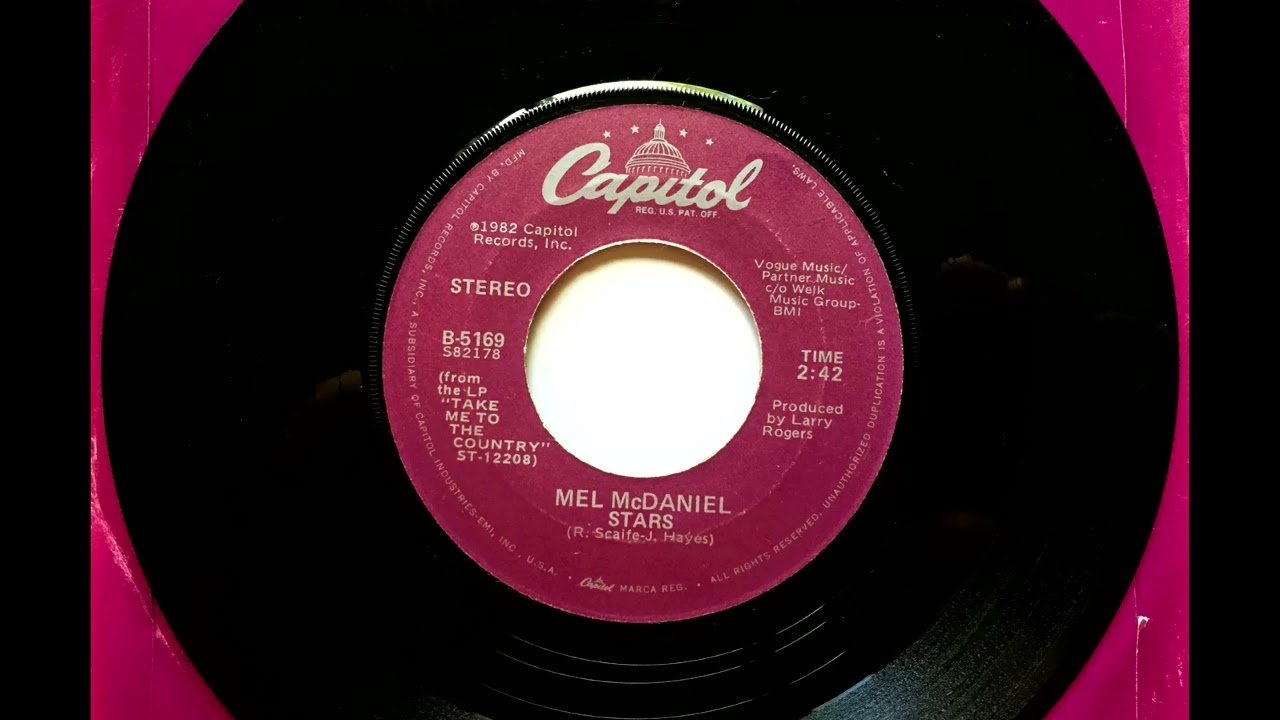 Capitol
REG. U.S. PAT. OFF.
℗1982 Capitol
Records, Inc.
STEREO
B-5169
S82178
(from
the LP
"TAKE
ME TO
THE
COUNTRY"
ST-12208)
Vogue Music/
Partner Music
c/o Welk
Music Group-
BMI
TIME
2:42
Produced
by Larry
Rogers
MEL McDANIEL
STARS
(R. Scaife-J. Hayes)
MFD. BY CAPITOL RECORDS, INC., A SUBSIDIARY OF CAPITOL INDUSTRIES-EMI, INC., U.S.A. • Capitol MARCA REG. • ALL RIGHTS RESERVED. UNAUTHORIZED DUPLICATION IS A VIOLATION OF APPLICABLE LAWS.